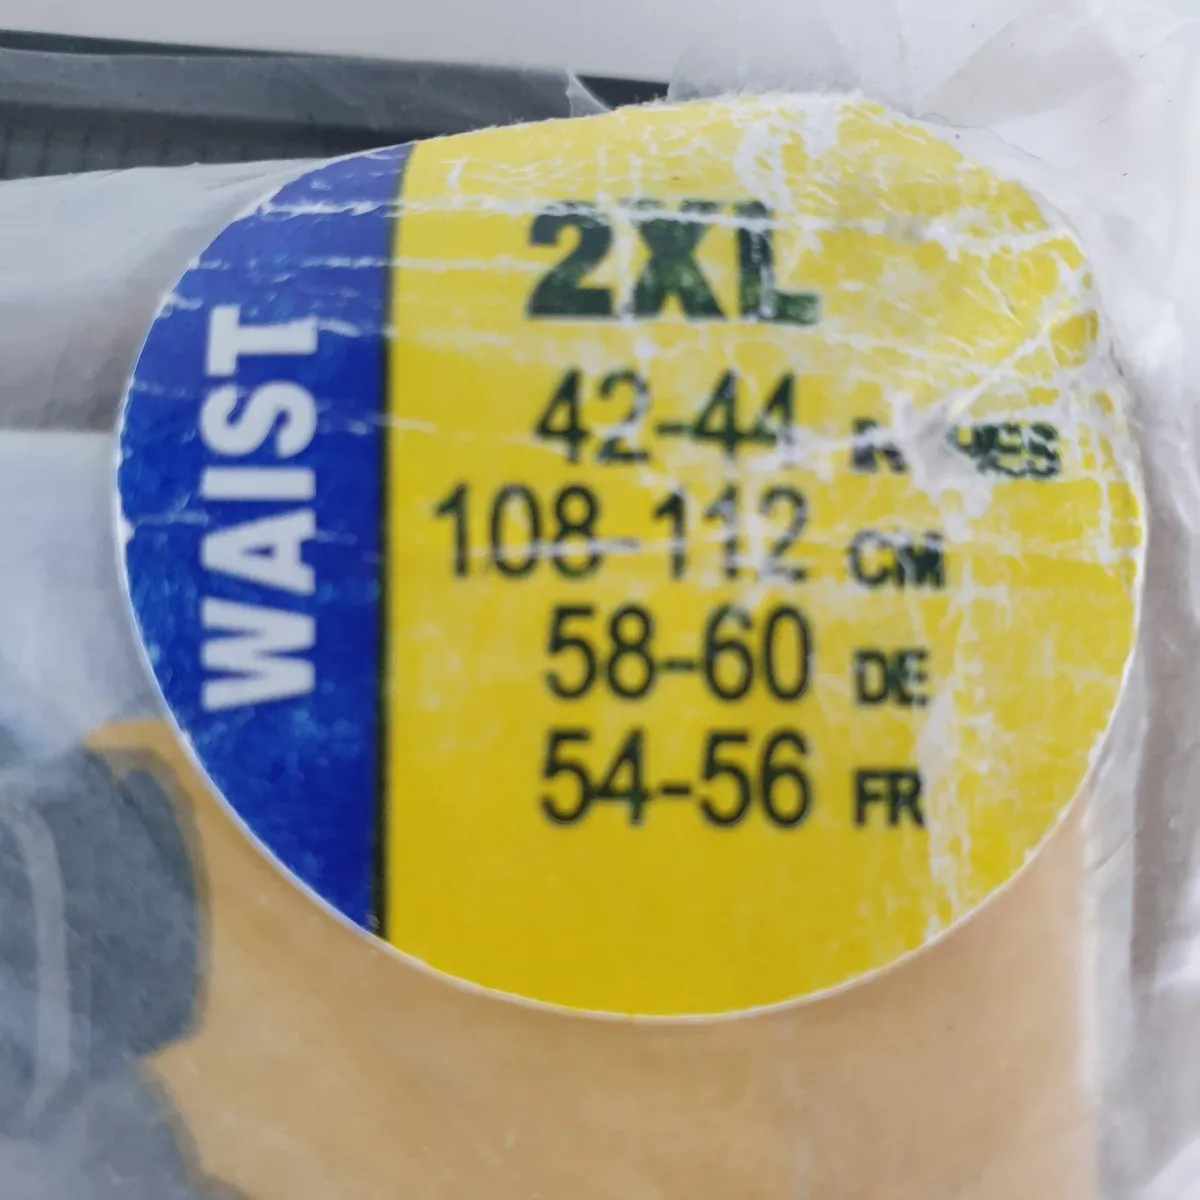 WAIST
2XL
42-44
108-112 CM
58-60 DE
54-56 FR